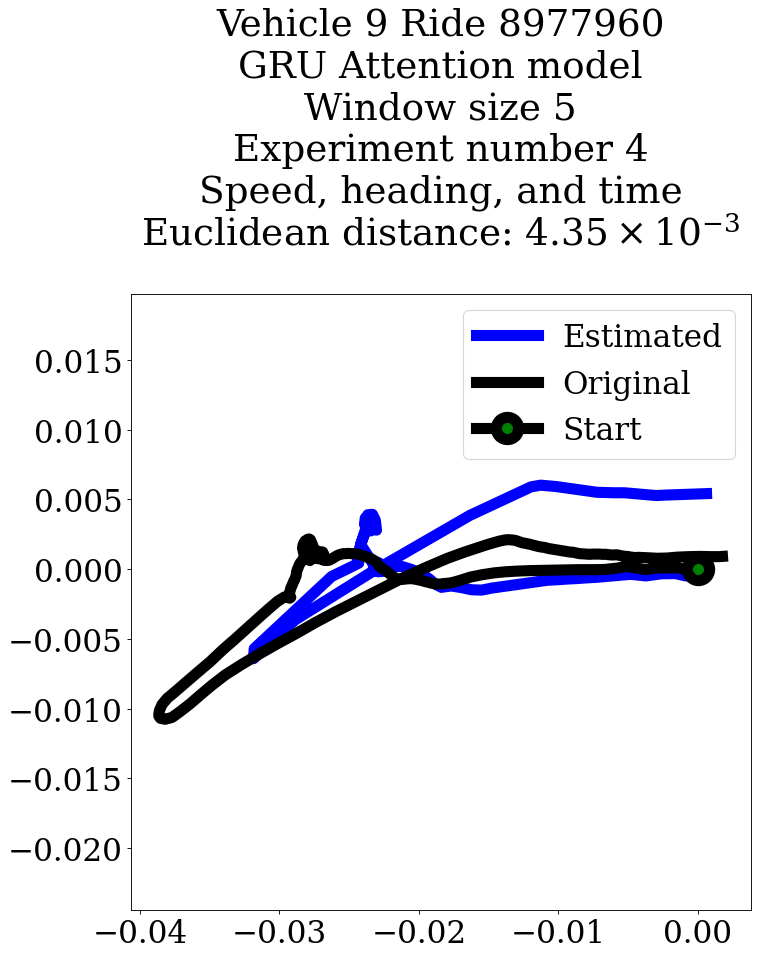 Vehicle 9 Ride 8977960
GRU Attention model
Window size 5
Experiment number 4
Speed, heading, and time
Euclidean distance: 4.35 × 10⁻³
Estimated
Original
Start
0.015
0.010
0.005
0.000
−0.005
−0.010
−0.015
−0.020
−0.04 −0.03 −0.02 −0.01 0.00